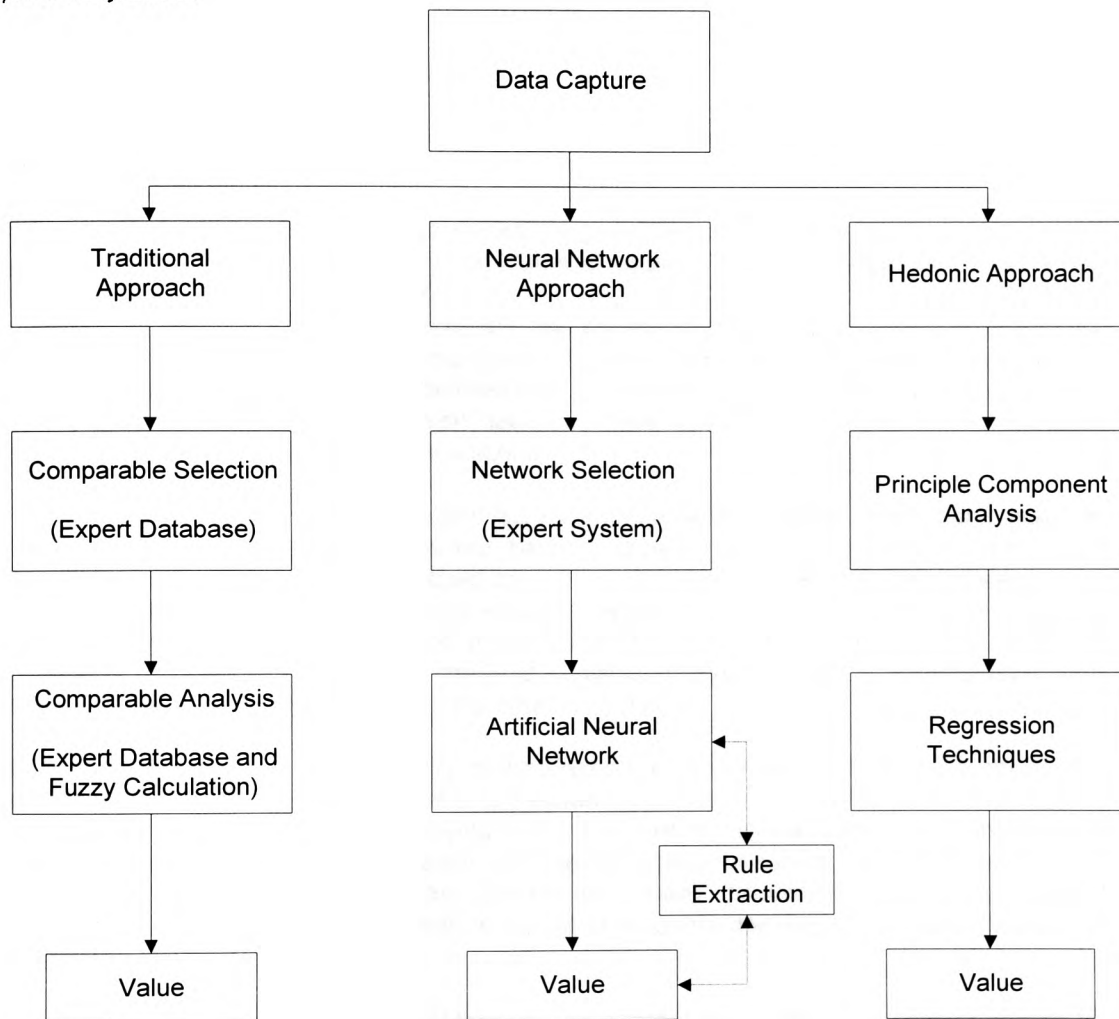 Data Capture
Traditional
Approach
Neural Network
Approach
Hedonic Approach
Comparable Selection
(Expert Database)
Network Selection
(Expert System)
Principle Component
Analysis
Comparable Analysis
(Expert Database and
Fuzzy Calculation)
Artificial Neural
Network
Regression
Techniques
Rule
Extraction
Value
Value
Value